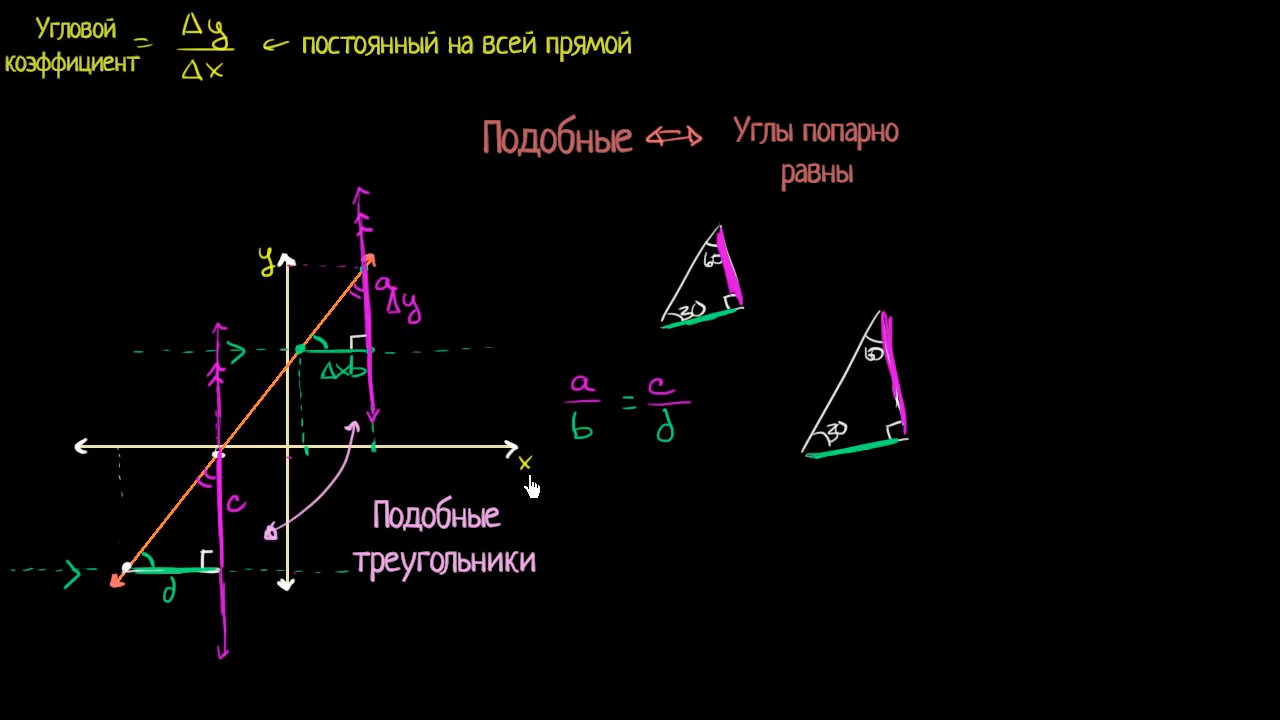 Угловой
коэффициент = Δy/Δx ← постоянный на всей прямой
Подобные ⟺ Углы попарно
равны
y
a
Δy
Δx b
x
c
d
60
30
60
30
a/b = c/d
Подобные
треугольники